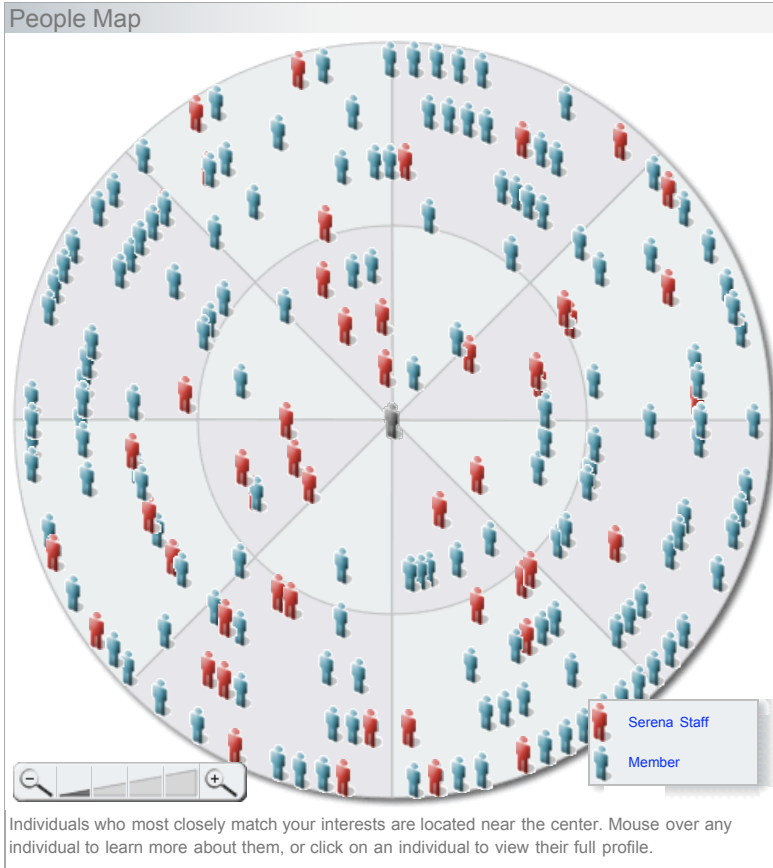 People Map
Serena Staff
Member
Individuals who most closely match your interests are located near the center. Mouse over any
individual to learn more about them, or click on an individual to view their full profile.